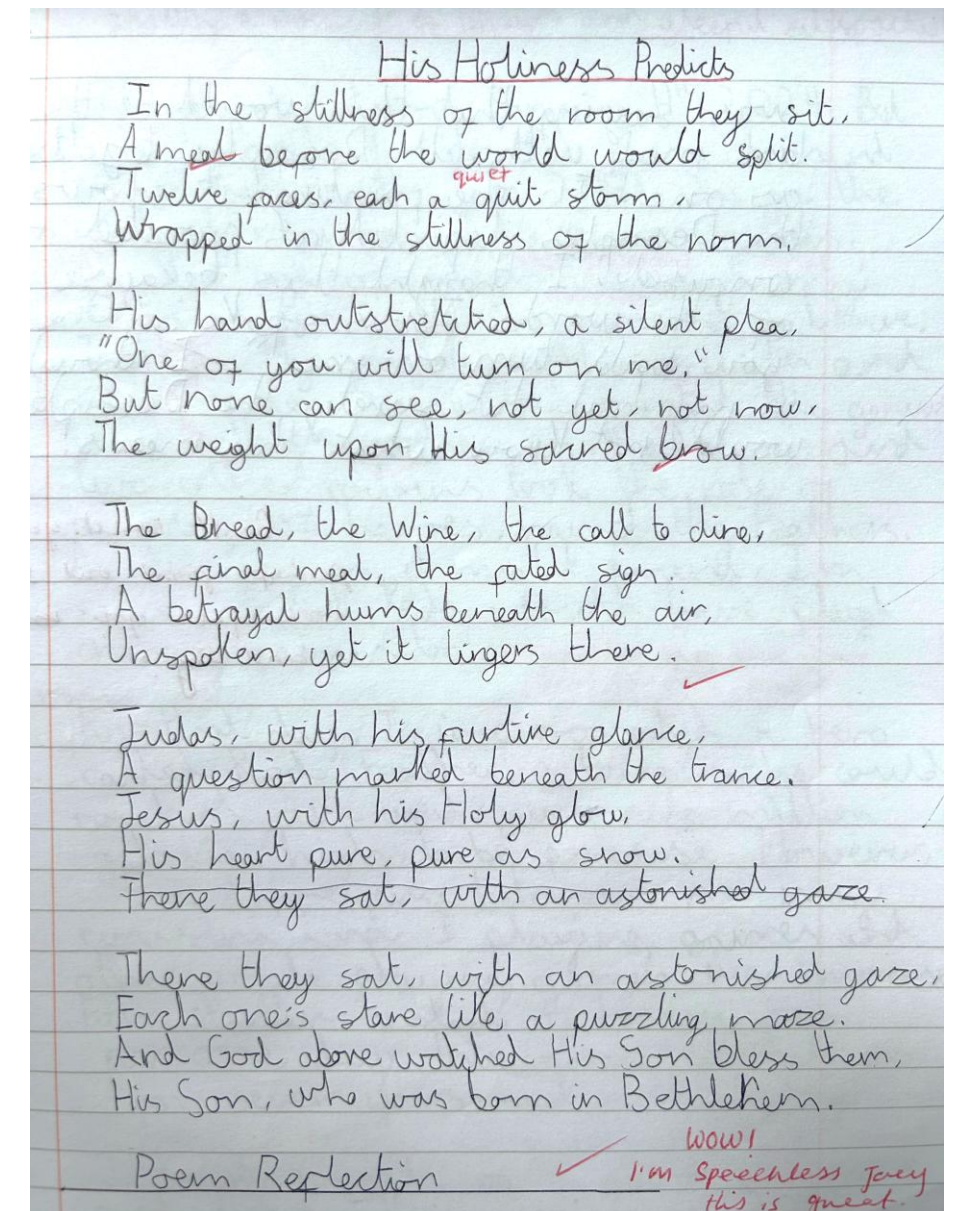 His Holiness Predicts
In the stillness of the room they sit,
A meal before the world would split.
quiet
Twelve faces, each a quit storm,
Wrapped in the stillness of the norm.
His hand outstretched, a silent plea,
"One of you will turn on me,"
But none can see, not yet, not now,
The weight upon His sacred brow.
The Bread, the Wine, the call to dine,
The final meal, the fated sign.
A betrayal hums beneath the air,
Unspoken, yet it lingers there.
Judas, with his furtive glance,
A question marked beneath the trance.
Jesus, with his Holy glow,
His heart pure, pure as snow.
There they sat, with an astonished gaze.
There they sat, with an astonished gaze,
Each one's stare like a puzzling maze.
And God above watched His Son bless them,
His Son, who was born in Bethlehem.
WOW!
Poem Reflection
I'm Speechless Joey
this is great.